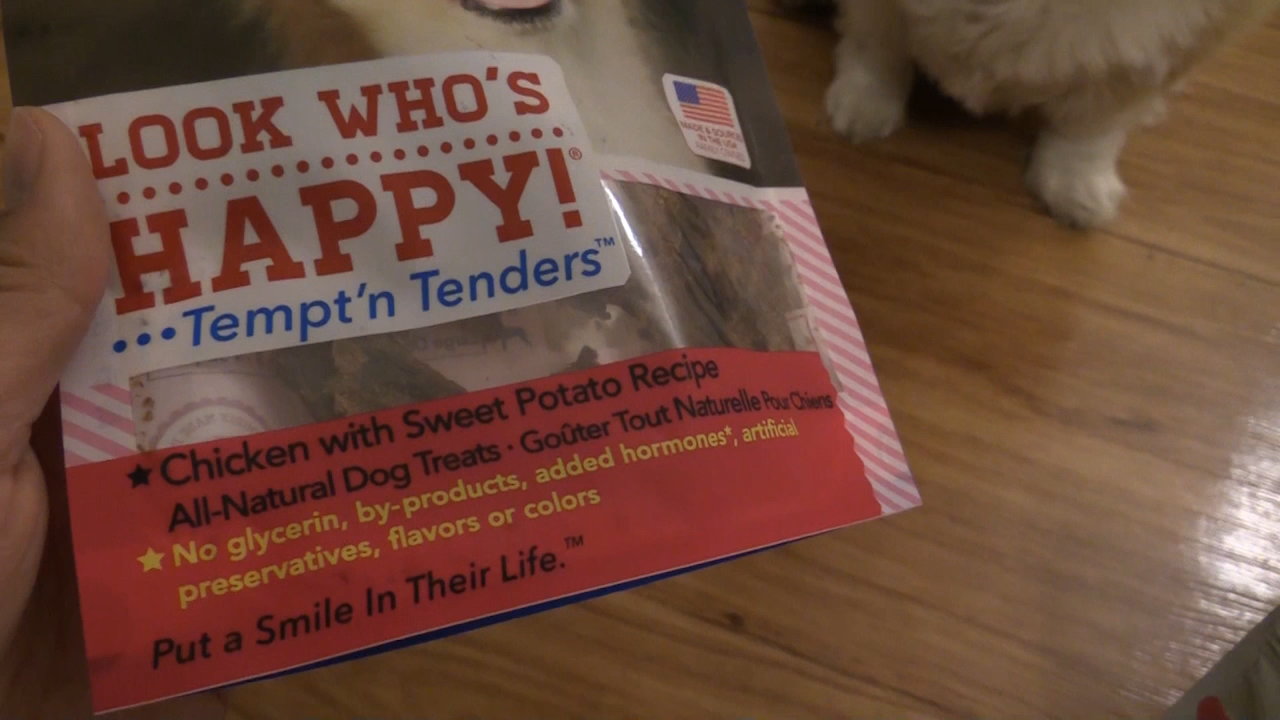 LOOK WHO'S
HAPPY!®
...Tempt'n Tenders™
MADE & SOURCED
IN THE USA
FAMILY OWNED
★ Chicken with Sweet Potato Recipe
All-Natural Dog Treats · Goûter Tout Naturelle Pour Chiens
★ No glycerin, by-products, added hormones*, artificial
preservatives, flavors or colors
Put a Smile In Their Life.™